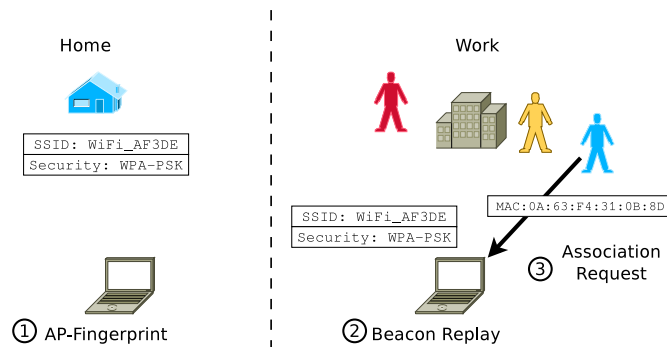 Home
Work
SSID: WiFi_AF3DE
Security: WPA-PSK
MAC:0A:63:F4:31:0B:8D
SSID: WiFi_AF3DE
Security: WPA-PSK
3 Association
Request
1 AP-Fingerprint
2 Beacon Replay